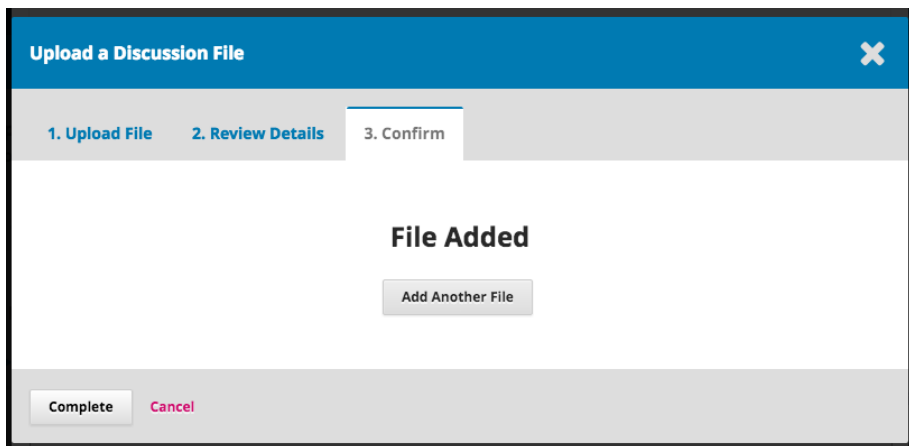 Upload a Discussion File
1. Upload File 2. Review Details 3. Confirm
File Added
Add Another File
Complete Cancel